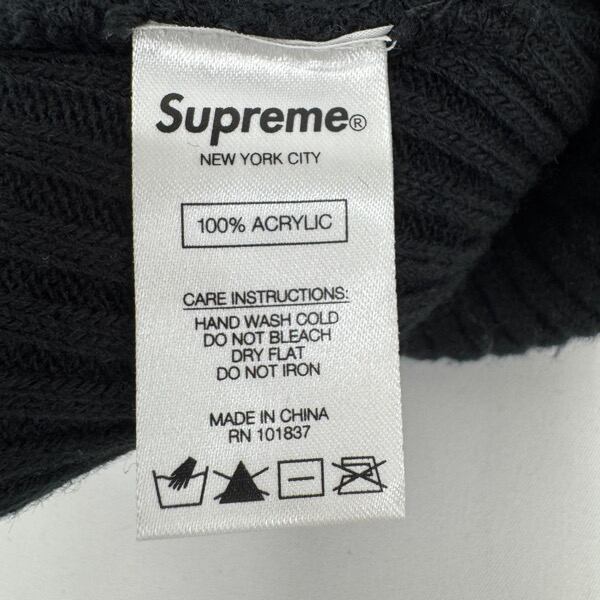 Supreme®
NEW YORK CITY
100% ACRYLIC
CARE INSTRUCTIONS:
HAND WASH COLD
DO NOT BLEACH
DRY FLAT
DO NOT IRON
MADE IN CHINA
RN 101837